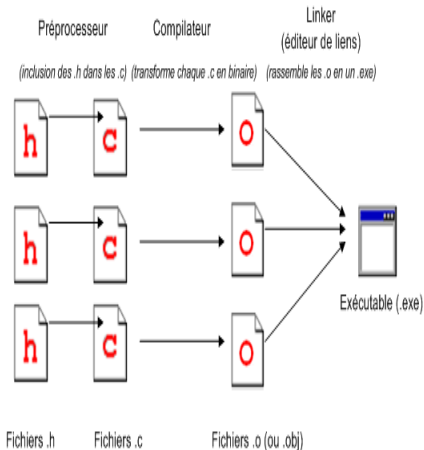 Préprocesseur
Compilateur
Linker
(éditeur de liens)
(inclusion des .h dans les .c)
(transforme chaque .c en binaire)
(rassemble les .o en un .exe)
h
c
o
h
c
o
Exécutable (.exe)
h
c
o
Fichiers .h
Fichiers .c
Fichiers .o (ou .obj)